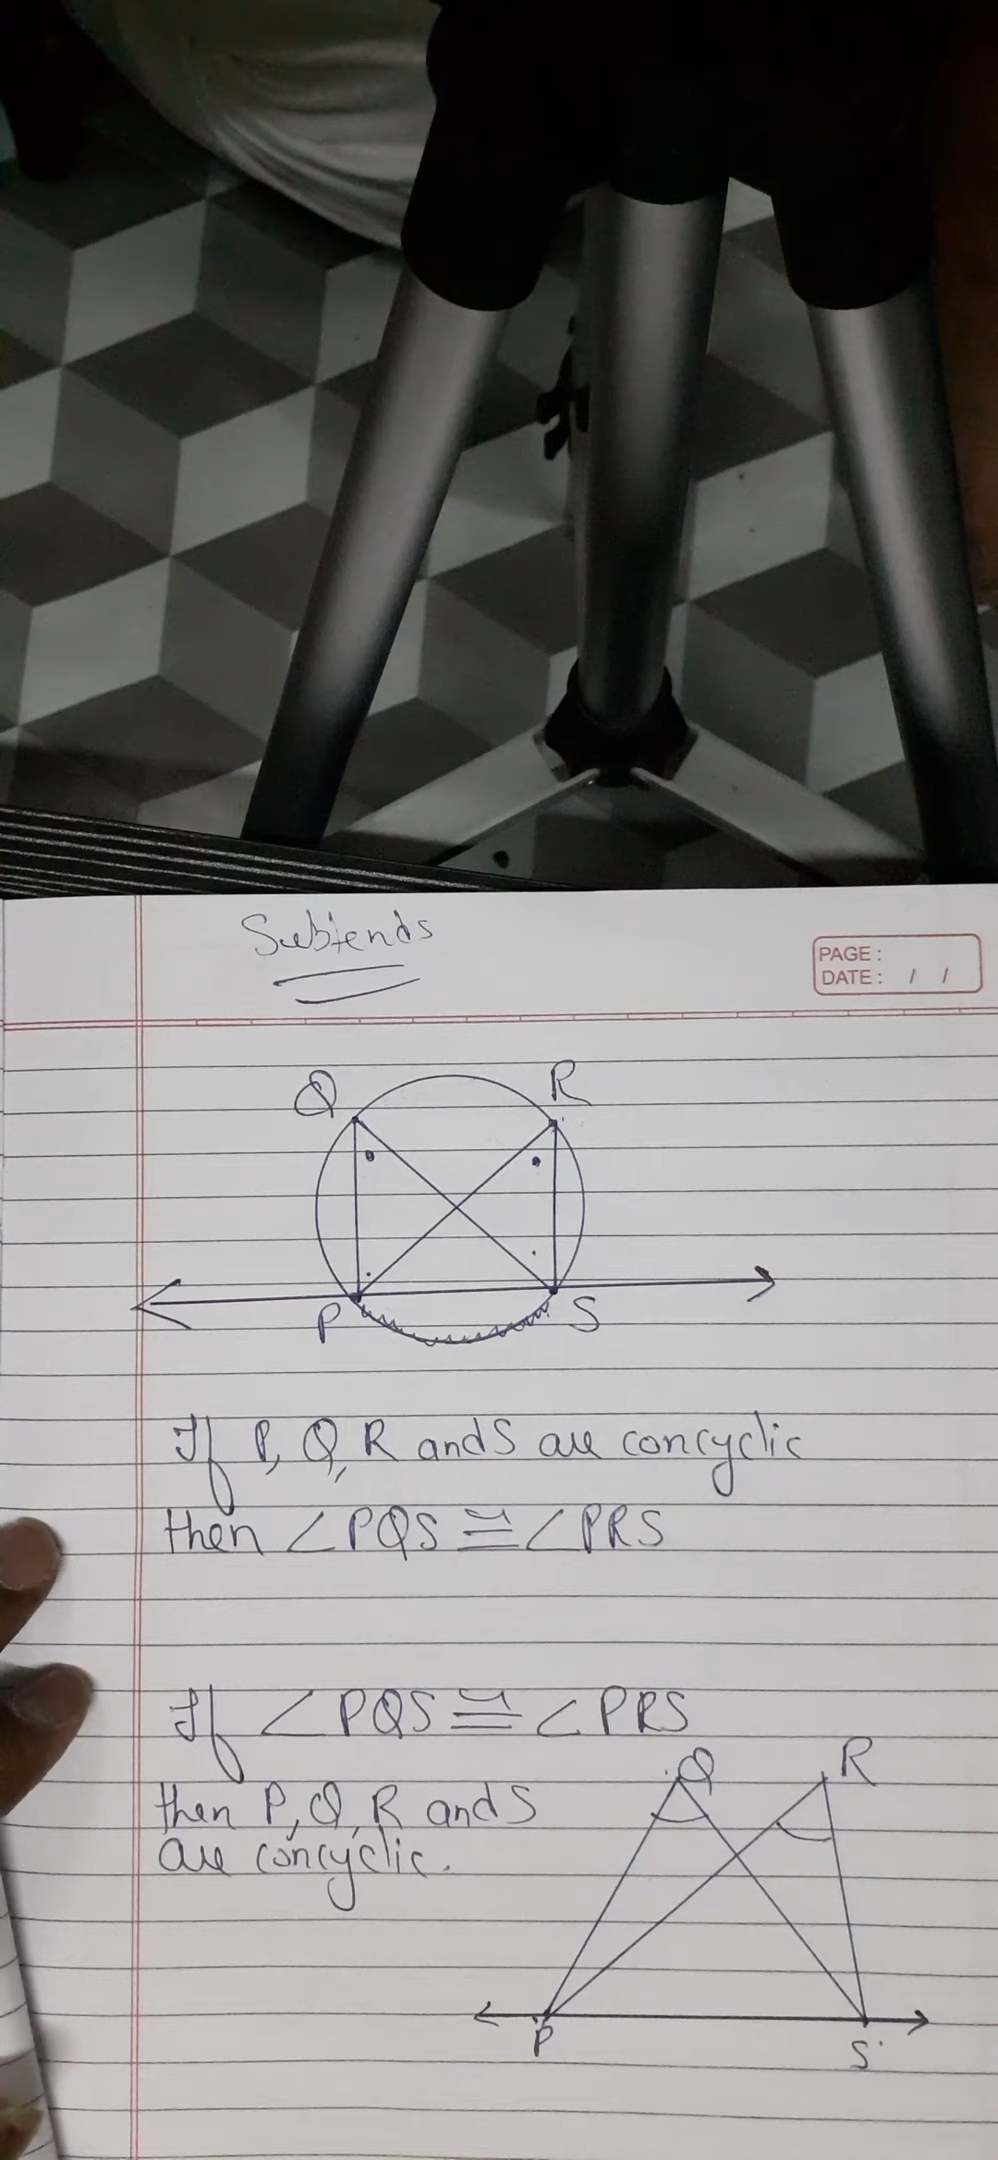 Subtends
PAGE:
DATE: / /
Q R
P S
If P, Q, R and S are concyclic
then ∠PQS ≅ ∠PRS
If ∠PQS ≅ ∠PRS
Q R
then P, Q, R and S
are concyclic.
P S